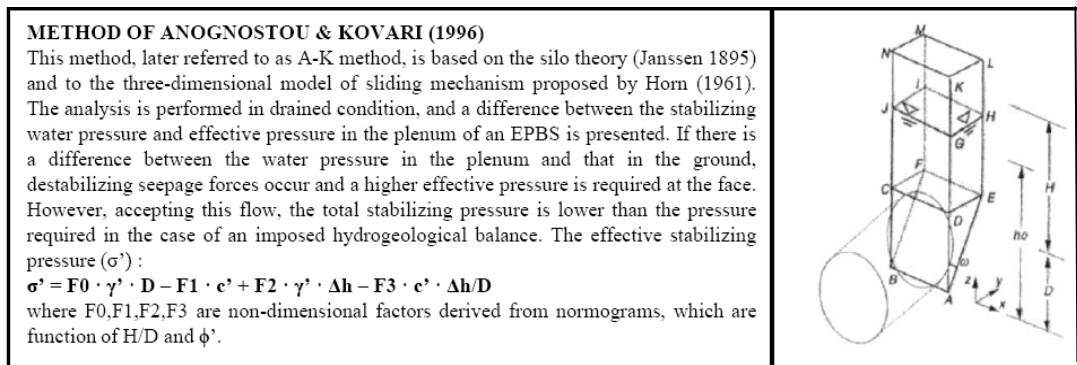 METHOD OF ANOGNOSTOU & KOVARI (1996)
This method, later referred to as A-K method, is based on the silo theory (Janssen 1895)
and to the three-dimensional model of sliding mechanism proposed by Horn (1961).
The analysis is performed in drained condition, and a difference between the stabilizing
water pressure and effective pressure in the plenum of an EPBS is presented. If there is
a difference between the water pressure in the plenum and that in the ground,
destabilizing seepage forces occur and a higher effective pressure is required at the face.
However, accepting this flow, the total stabilizing pressure is lower than the pressure
required in the case of an imposed hydrogeological balance. The effective stabilizing
pressure (σ') :
σ' = F0 · γ' · D – F1 · c' + F2 · γ' · Δh – F3 · c' · Δh/D
where F0,F1,F2,F3 are non-dimensional factors derived from normograms, which are
function of H/D and ϕ'.
M
N
L
K
I
J
H
G
F
C
E
D
H
h0
ω
B
D
A
z
y
x